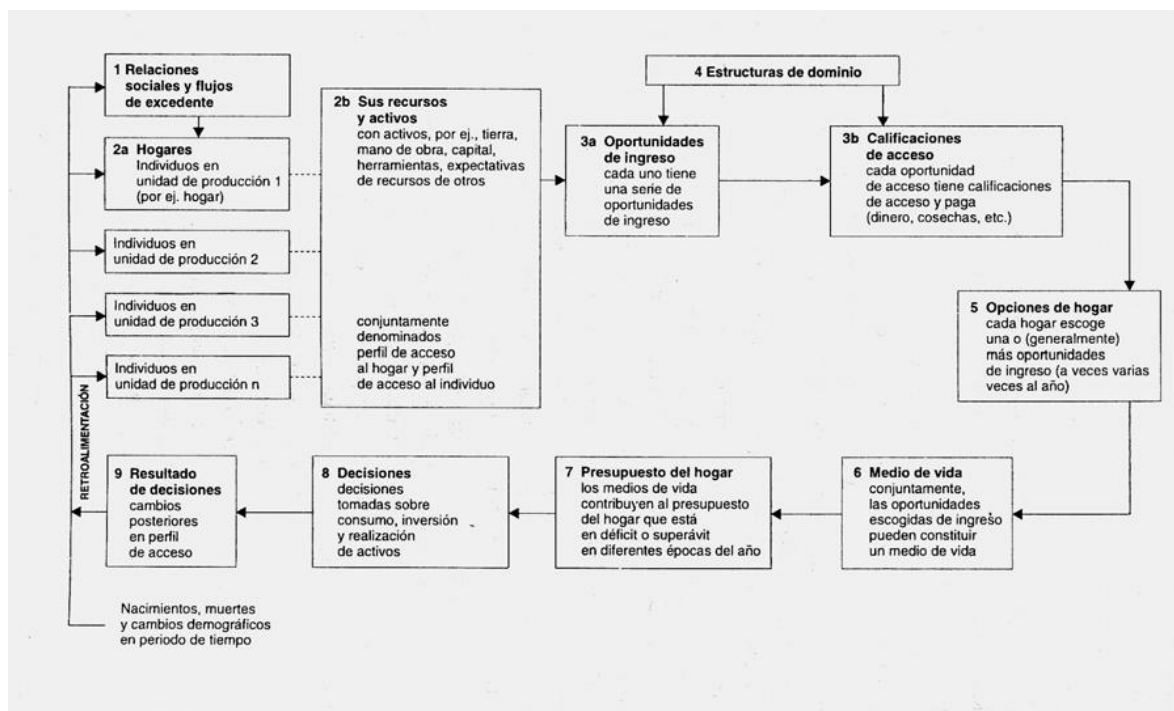 1 Relaciones
sociales y flujos
de excedente
2a Hogares
Individuos en
unidad de producción 1
(por ej. hogar)
Individuos en
unidad de producción 2
Individuos en
unidad de producción 3
Individuos en
unidad de producción n
2b Sus recursos
y activos
con activos, por ej., tierra,
mano de obra, capital,
herramientas, expectativas
de recursos de otros
conjuntamente
denominados
perfil de acceso
al hogar y perfil
de acceso al individuo
4 Estructuras de dominio
3a Oportunidades
de ingreso
cada uno tiene
una serie de
oportunidades
de ingreso
3b Calificaciones
de acceso
cada oportunidad
de acceso tiene calificaciones
de acceso y paga
(dinero, cosechas, etc.)
5 Opciones de hogar
cada hogar escoge
una o (generalmente)
más oportunidades
de ingreso (a veces varias
veces al año)
6 Medio de vida
conjuntamente,
las oportunidades
escogidas de ingreso
pueden constituir
un medio de vida
7 Presupuesto del hogar
los medios de vida
contribuyen al presupuesto
del hogar que está
en déficit o superávit
en diferentes épocas del año
8 Decisiones
decisiones
tomadas sobre
consumo, inversión
y realización
de activos
9 Resultado
de decisiones
cambios
posteriores
en perfil
de acceso
RETROALIMENTACIÓN
Nacimientos, muertes
y cambios demográficos
en periodo de tiempo